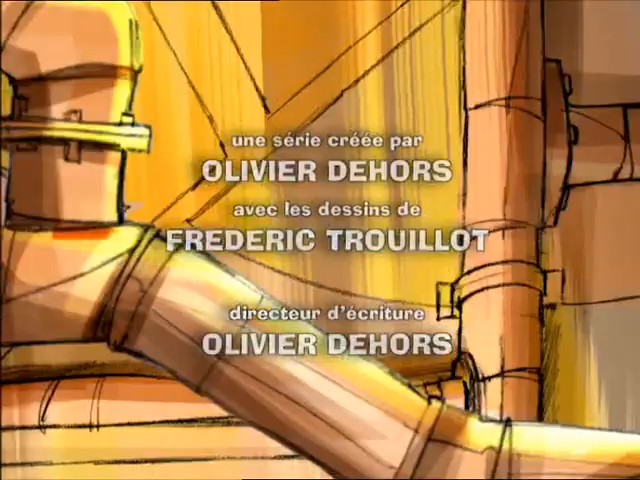 une série créée par
OLIVIER DEHORS
avec les dessins de
FREDERIC TROUILLOT
directeur d'écriture
OLIVIER DEHORS